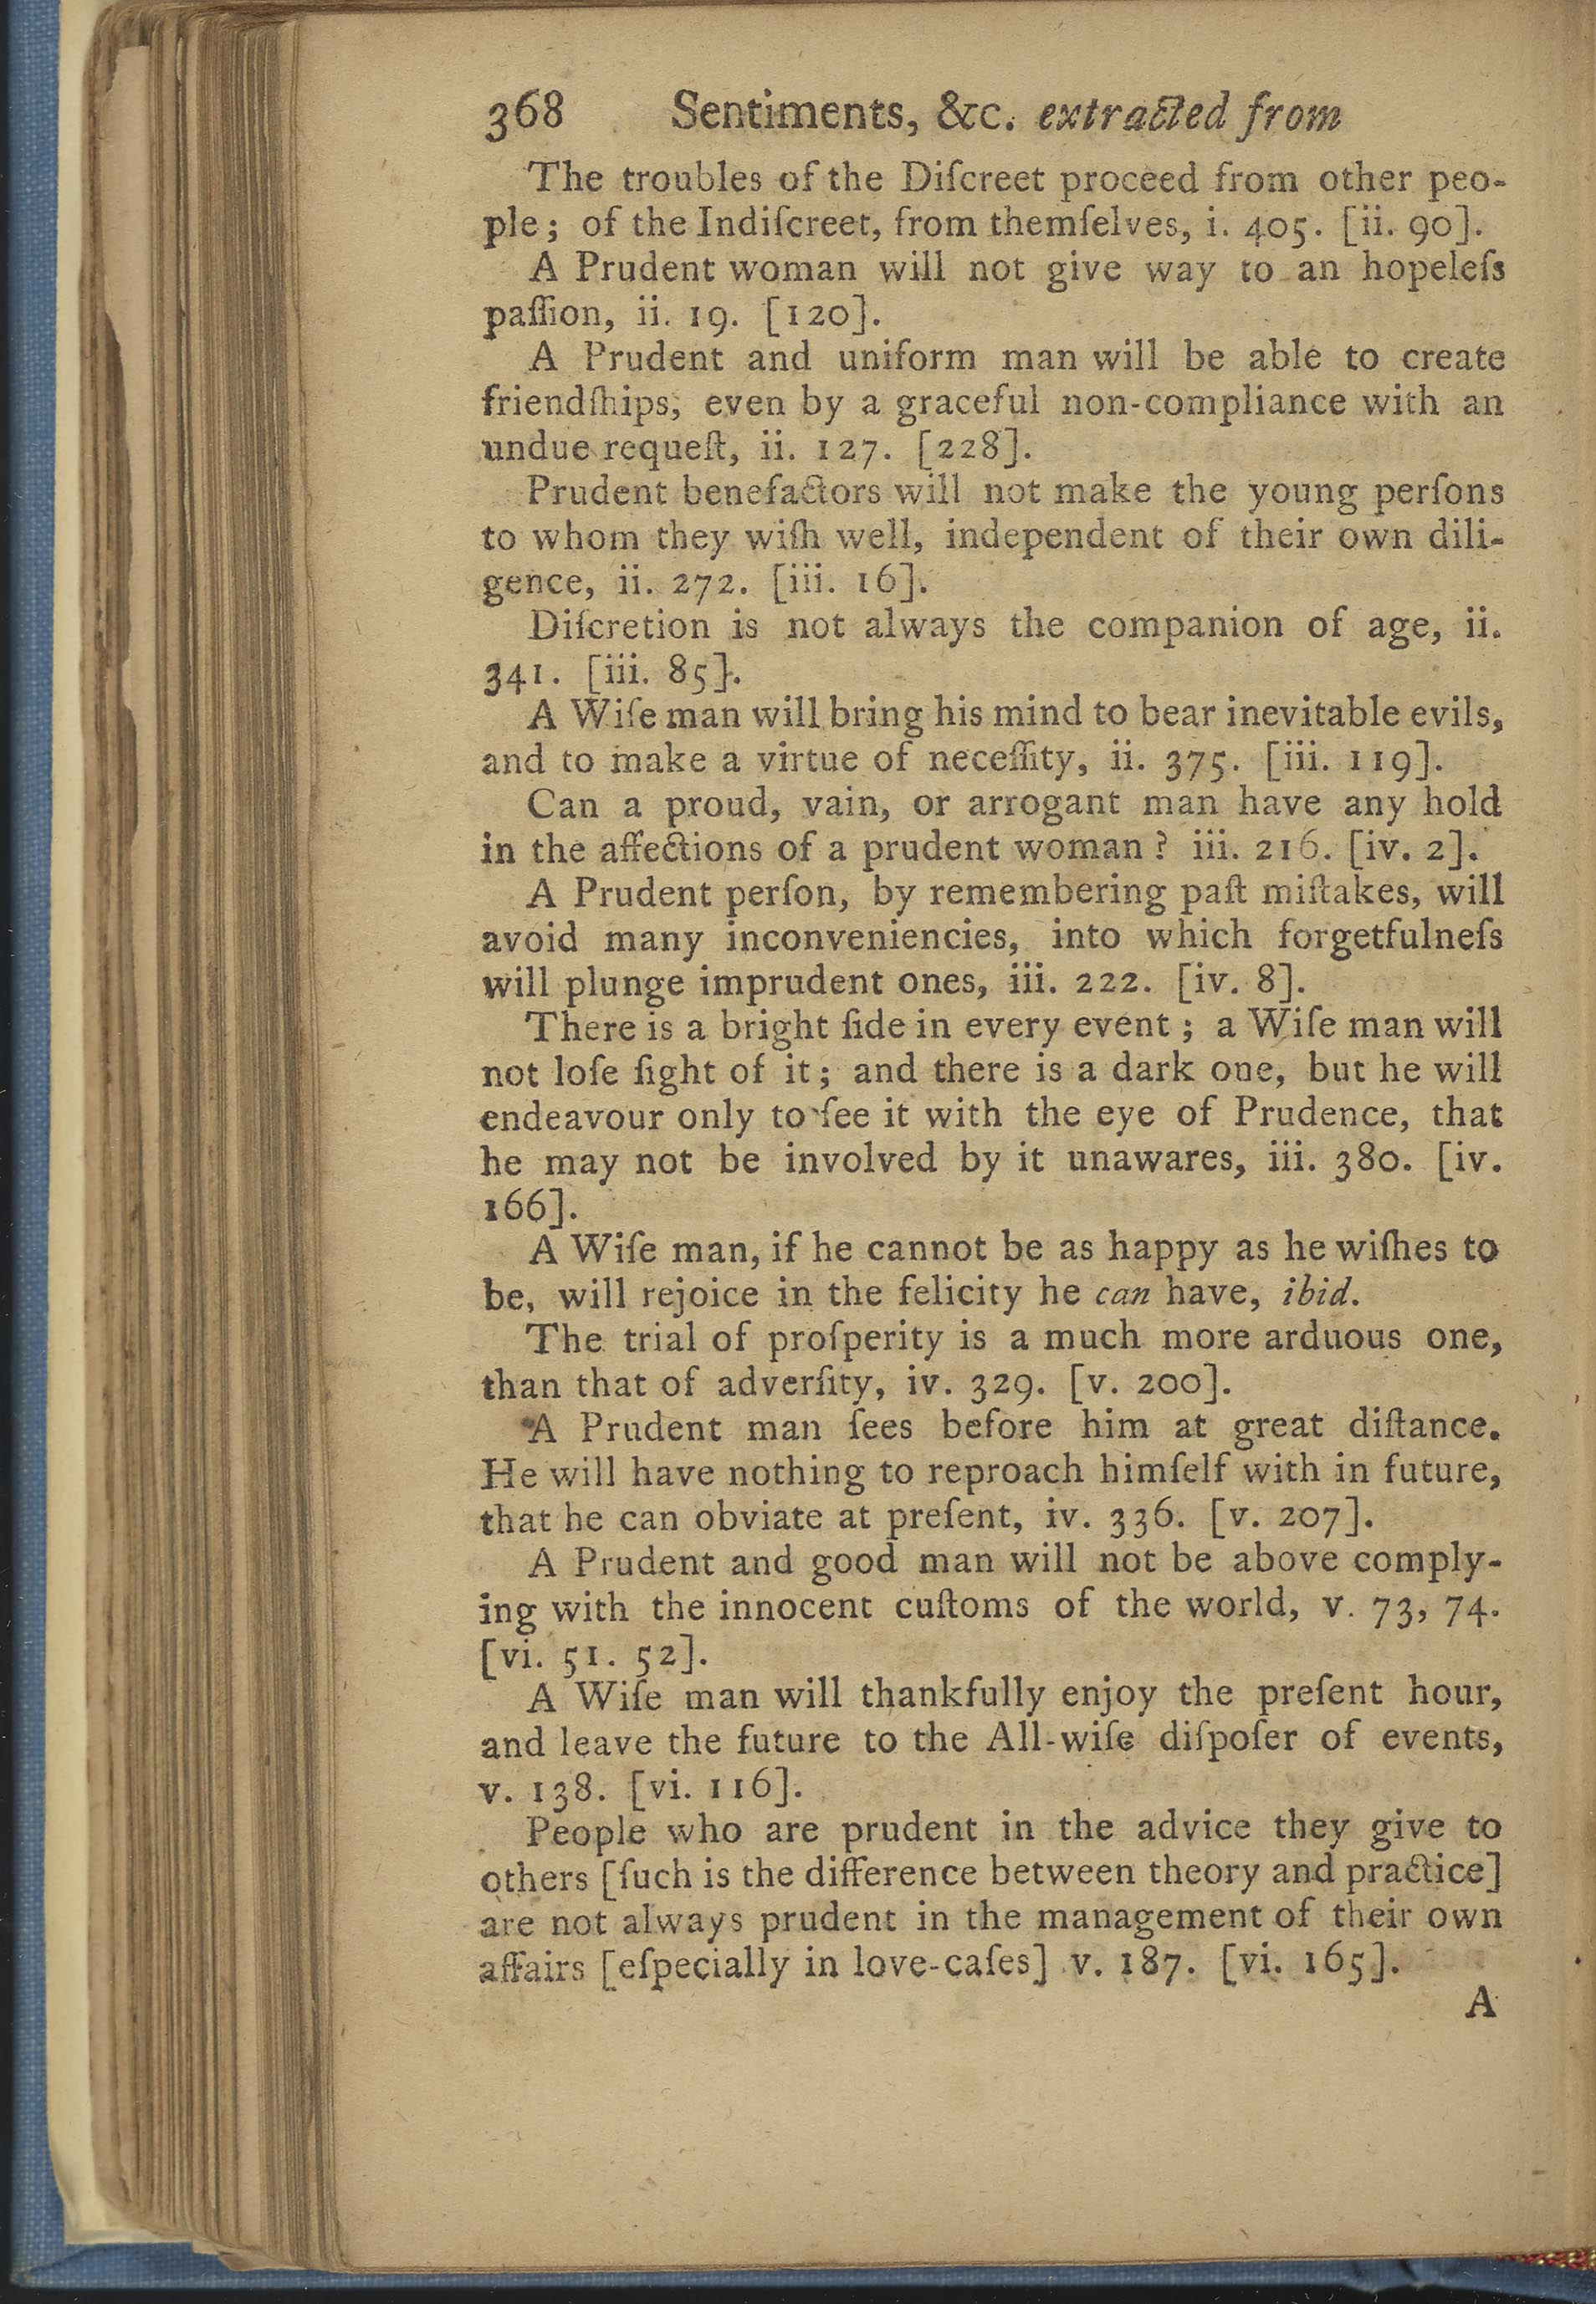 368 Sentiments, &c. extracted from
The troubles of the Diſcreet proceed from other peo-
ple; of the Indiſcreet, from themſelves, i. 405. [ii. 90].
A Prudent woman will not give way to an hopeleſs
paſſion, ii. 19. [120].
A Prudent and uniform man will be able to create
friendſhips, even by a graceful non-compliance with an
undue requeſt, ii. 127. [228].
Prudent benefactors will not make the young perſons
to whom they wiſh well, independent of their own dili-
gence, ii. 272. [iii. 16].
Diſcretion is not always the companion of age, ii.
341. [iii. 85].
A Wiſe man will bring his mind to bear inevitable evils,
and to make a virtue of neceſſity, ii. 375. [iii. 119].
Can a proud, vain, or arrogant man have any hold
in the affections of a prudent woman? iii. 216. [iv. 2].
A Prudent perſon, by remembering paſt miſtakes, will
avoid many inconveniencies, into which forgetfulneſs
will plunge imprudent ones, iii. 222. [iv. 8].
There is a bright ſide in every event; a Wiſe man will
not loſe ſight of it; and there is a dark one, but he will
endeavour only to ſee it with the eye of Prudence, that
he may not be involved by it unawares, iii. 380. [iv.
166].
A Wiſe man, if he cannot be as happy as he wiſhes to
be, will rejoice in the felicity he can have, ibid.
The trial of proſperity is a much more arduous one,
than that of adverſity, iv. 329. [v. 200].
A Prudent man ſees before him at great diſtance.
He will have nothing to reproach himſelf with in future,
that he can obviate at preſent, iv. 336. [v. 207].
A Prudent and good man will not be above comply-
ing with the innocent cuſtoms of the world, v. 73, 74.
[vi. 51. 52].
A Wiſe man will thankfully enjoy the preſent hour,
and leave the future to the All-wiſe diſpoſer of events,
v. 138. [vi. 116].
People who are prudent in the advice they give to
others [ſuch is the difference between theory and practice]
are not always prudent in the management of their own
affairs [eſpecially in love-caſes] v. 187. [vi. 165].
A